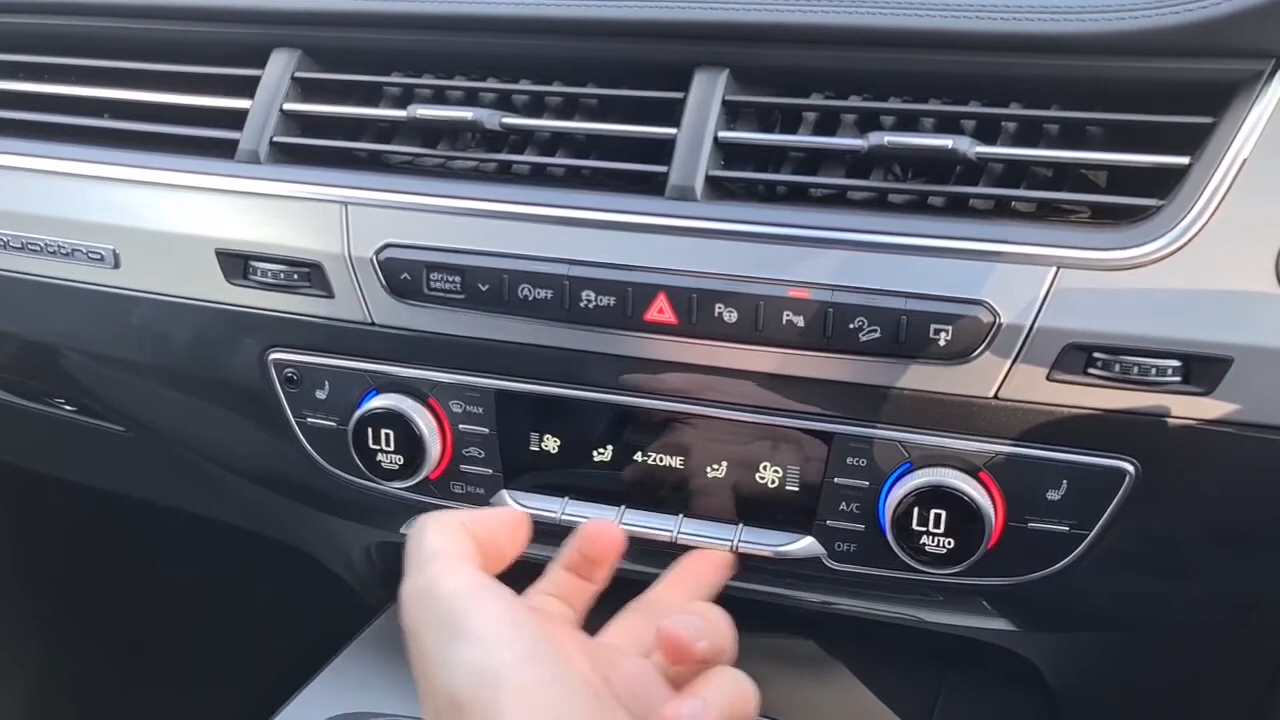 quattro
drive
select
A OFF
OFF
P
P
LO
AUTO
MAX
REAR
4-ZONE
eco
A/C
OFF
LO
AUTO